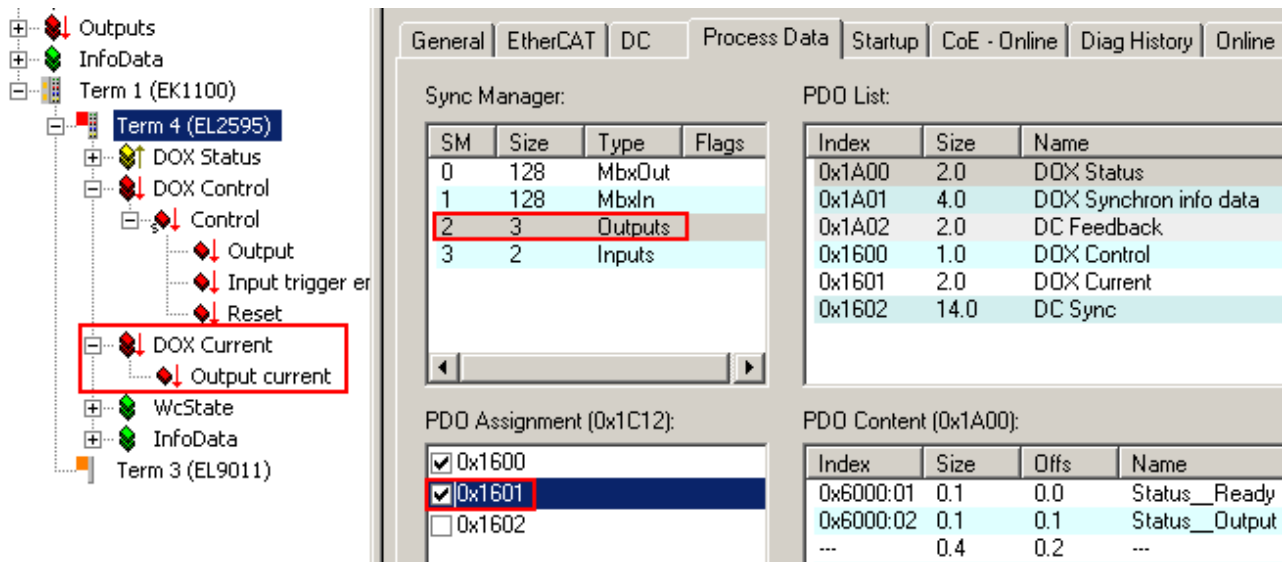 Outputs
InfoData
Term 1 (EK1100)
Term 4 (EL2595)
DOX Status
DOX Control
Control
Output
Input trigger er
Reset
DOX Current
Output current
WcState
InfoData
Term 3 (EL9011)
General EtherCAT DC Process Data Startup CoE - Online Diag History Online
Sync Manager:
SM Size Type Flags
0 128 MbxOut
1 128 MbxIn
2 3 Outputs
3 2 Inputs
PDO List:
Index Size Name
0x1A00 2.0 DOX Status
0x1A01 4.0 DOX Synchron info data
0x1A02 2.0 DC Feedback
0x1600 1.0 DOX Control
0x1601 2.0 DOX Current
0x1602 14.0 DC Sync
PDO Assignment (0x1C12):
0x1600
0x1601
0x1602
PDO Content (0x1A00):
Index Size Offs Name
0x6000:01 0.1 0.0 Status__Ready
0x6000:02 0.1 0.1 Status__Output
--- 0.4 0.2 ---